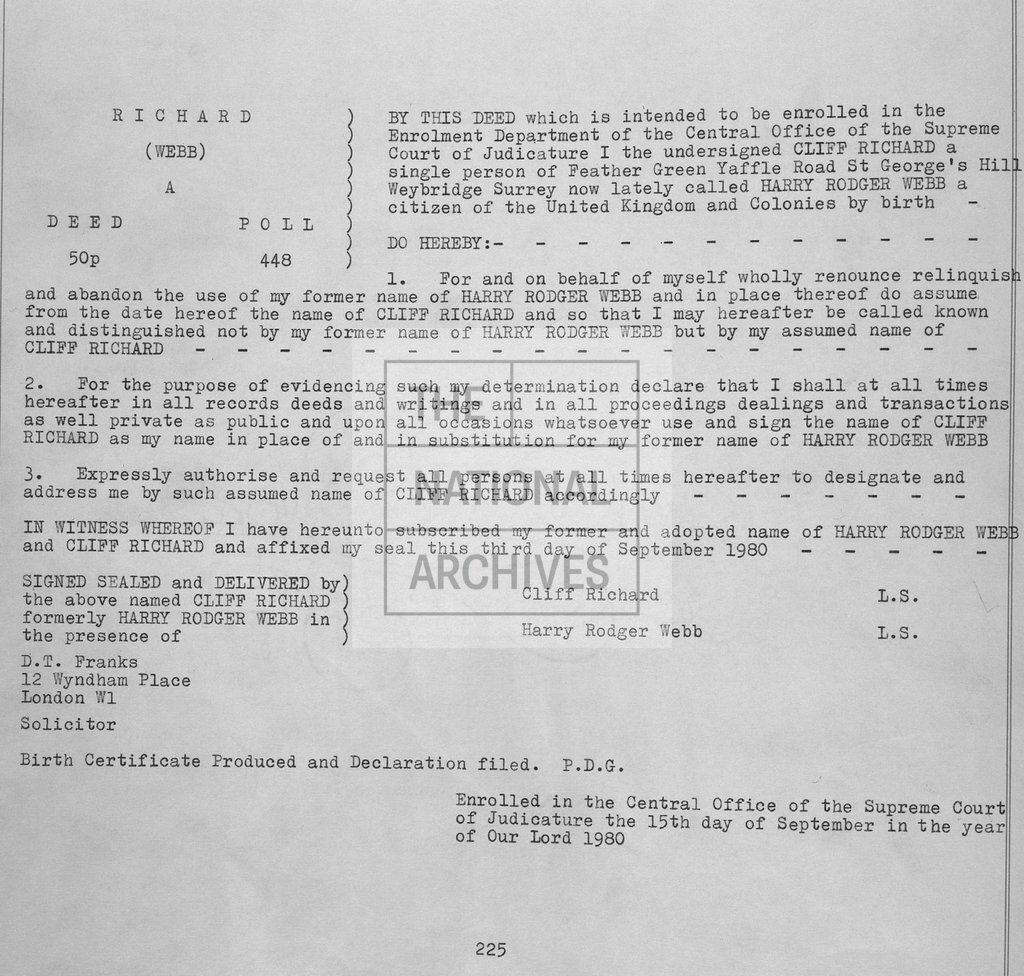 R I C H A R D )
(WEBB) )
A )
D E E D P O L L )
50p 448 )
BY THIS DEED which is intended to be enrolled in the
Enrolment Department of the Central Office of the Supreme
Court of Judicature I the undersigned CLIFF RICHARD a
single person of Feather Green Yaffle Road St George's Hill
Weybridge Surrey now lately called HARRY RODGER WEBB a
citizen of the United Kingdom and Colonies by birth -
DO HEREBY:- - - - - - - - - - - - -
1. For and on behalf of myself wholly renounce relinquish
and abandon the use of my former name of HARRY RODGER WEBB and in place thereof do assume
from the date hereof the name of CLIFF RICHARD and so that I may hereafter be called known
and distinguished not by my former name of HARRY RODGER WEBB but by my assumed name of
CLIFF RICHARD - - - - - - - - - - - - - - - - - - -
2. For the purpose of evidencing such my determination declare that I shall at all times
hereafter in all records deeds and writings and in all proceedings dealings and transactions
as well private as public and upon all occasions whatsoever use and sign the name of CLIFF
RICHARD as my name in place of and in substitution for my former name of HARRY RODGER WEBB
3. Expressly authorise and request all persons at all times hereafter to designate and
address me by such assumed name of CLIFF RICHARD accordingly - - - - - - -
IN WITNESS WHEREOF I have hereunto subscribed my former and adopted name of HARRY RODGER WEBB
and CLIFF RICHARD and affixed my seal this third day of September 1980 - - - - -
SIGNED SEALED and DELIVERED by)
the above named CLIFF RICHARD )
formerly HARRY RODGER WEBB in )
the presence of )
Cliff Richard L.S.
Harry Rodger Webb L.S.
D.T. Franks
12 Wyndham Place
London W1
Solicitor
Birth Certificate Produced and Declaration filed. P.D.G.
Enrolled in the Central Office of the Supreme Court
of Judicature the 15th day of September in the year
of Our Lord 1980
225
THE
NATIONAL
ARCHIVES